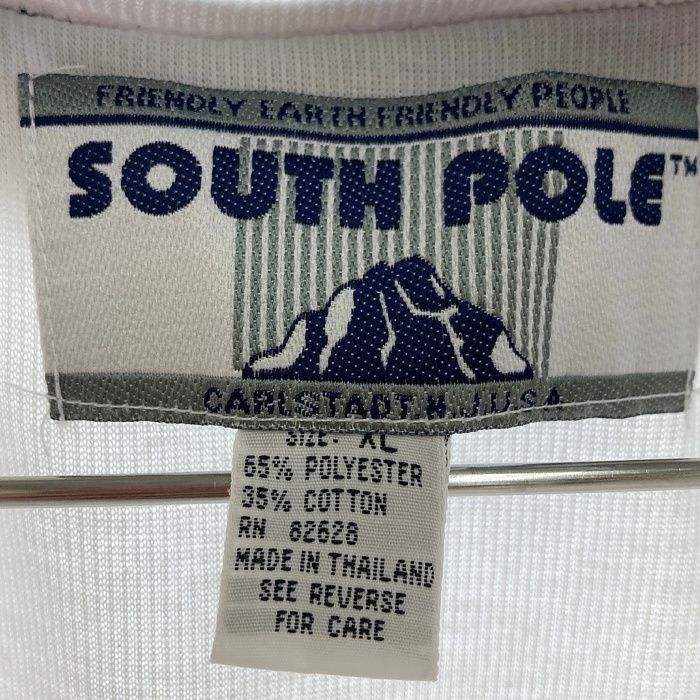 FRIENDLY EARTH FRIENDLY PEOPLE
SOUTH POLE™
CARLSTADT.N.J.U.S.A
SIZE: XL
65% POLYESTER
35% COTTON
RN 82628
MADE IN THAILAND
SEE REVERSE
FOR CARE